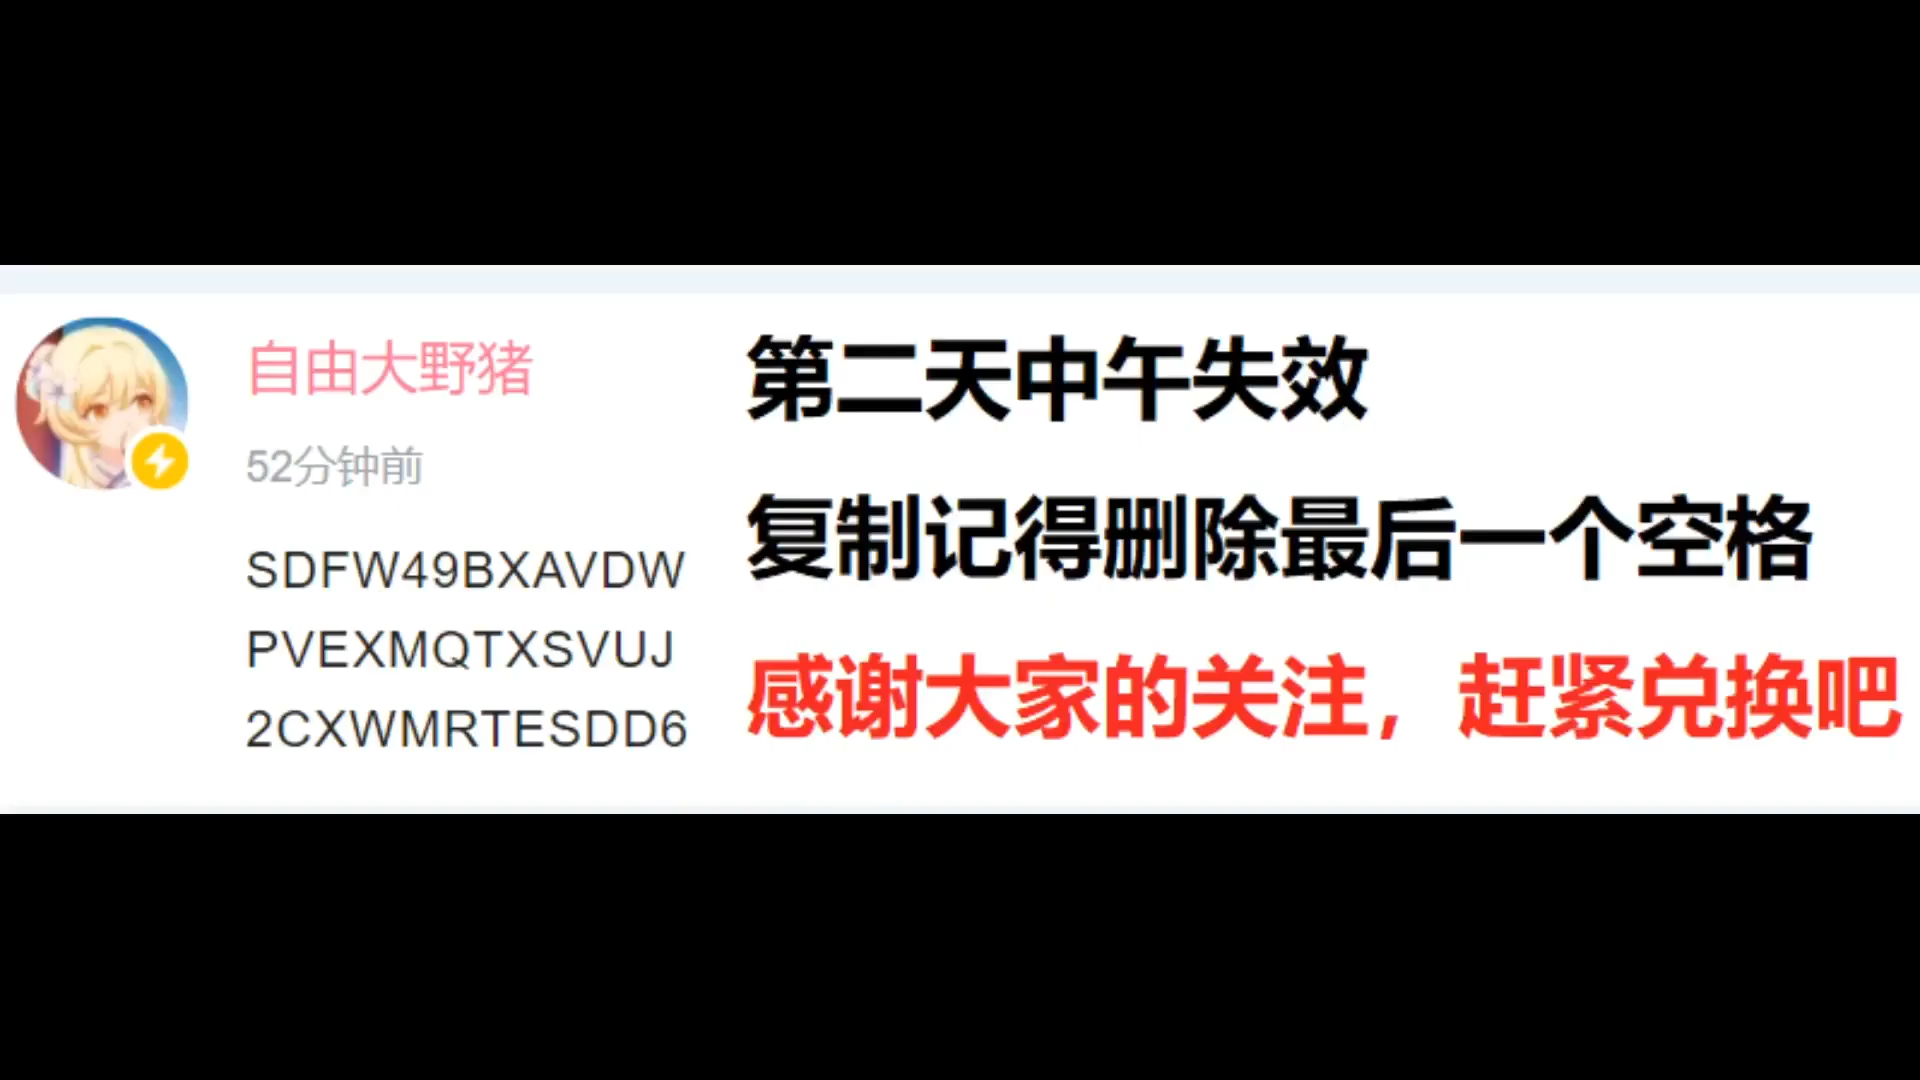 自由大野猪
52分钟前
SDFW49BXAVDW
PVEXMQTXSVUJ
2CXWMRTESDD6
第二天中午失效
复制记得删除最后一个空格
感谢大家的关注，赶紧兑换吧